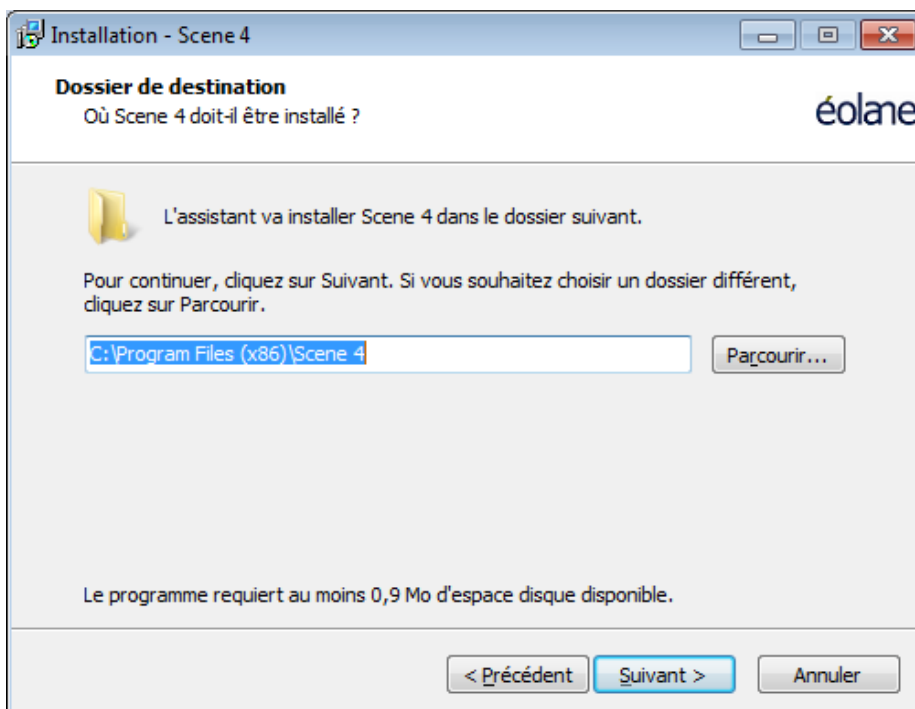 Installation - Scene 4
Dossier de destination
Où Scene 4 doit-il être installé ?
éolane
L'assistant va installer Scene 4 dans le dossier suivant.
Pour continuer, cliquez sur Suivant. Si vous souhaitez choisir un dossier différent,
cliquez sur Parcourir.
C:\Program Files (x86)\Scene 4
Parcourir...
Le programme requiert au moins 0,9 Mo d'espace disque disponible.
< Précédent
Suivant >
Annuler